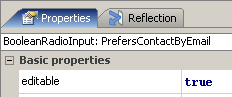 Properties Reflection
BooleanRadioInput: PrefersContactByEmail
Basic properties
editable true